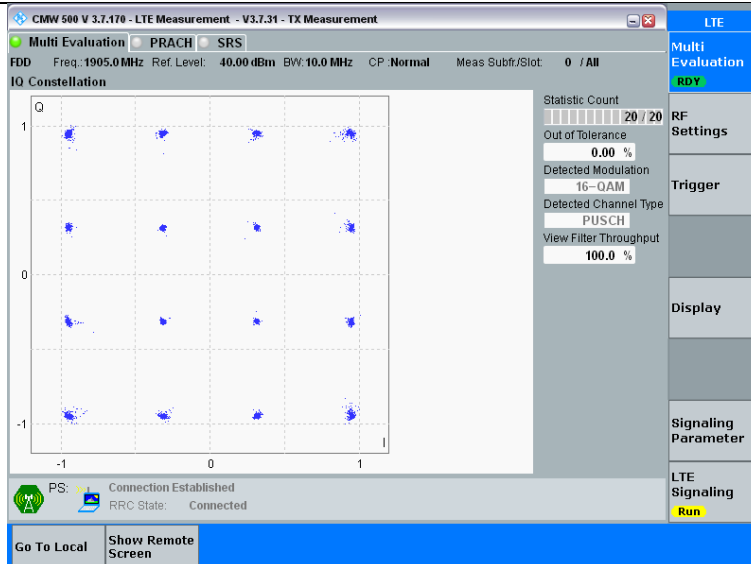 CMW 500 V 3.7.170 - LTE Measurement - V3.7.31 - TX Measurement
LTE
Multi Evaluation PRACH SRS
FDD Freq.: 1905.0 MHz Ref. Level: 40.00 dBm BW: 10.0 MHz CP : Normal Meas Subfr./Slot: 0 / All
IQ Constellation
Q
1
0
-1
-1 0 1
I
Statistic Count
20 / 20
Out of Tolerance
0.00 %
Detected Modulation
16-QAM
Detected Channel Type
PUSCH
View Filter Throughput
100.0 %
Multi
Evaluation
RDY
RF
Settings
Trigger
Display
Signaling
Parameter
LTE
Signaling
Run
PS: Connection Established
RRC State: Connected
Go To Local
Show Remote
Screen